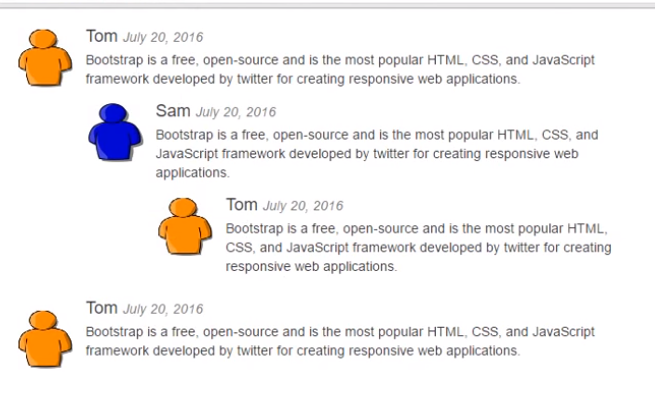 Tom July 20, 2016
Bootstrap is a free, open-source and is the most popular HTML, CSS, and JavaScript
framework developed by twitter for creating responsive web applications.
Sam July 20, 2016
Bootstrap is a free, open-source and is the most popular HTML, CSS, and
JavaScript framework developed by twitter for creating responsive web
applications.
Tom July 20, 2016
Bootstrap is a free, open-source and is the most popular HTML,
CSS, and JavaScript framework developed by twitter for creating
responsive web applications.
Tom July 20, 2016
Bootstrap is a free, open-source and is the most popular HTML, CSS, and JavaScript
framework developed by twitter for creating responsive web applications.